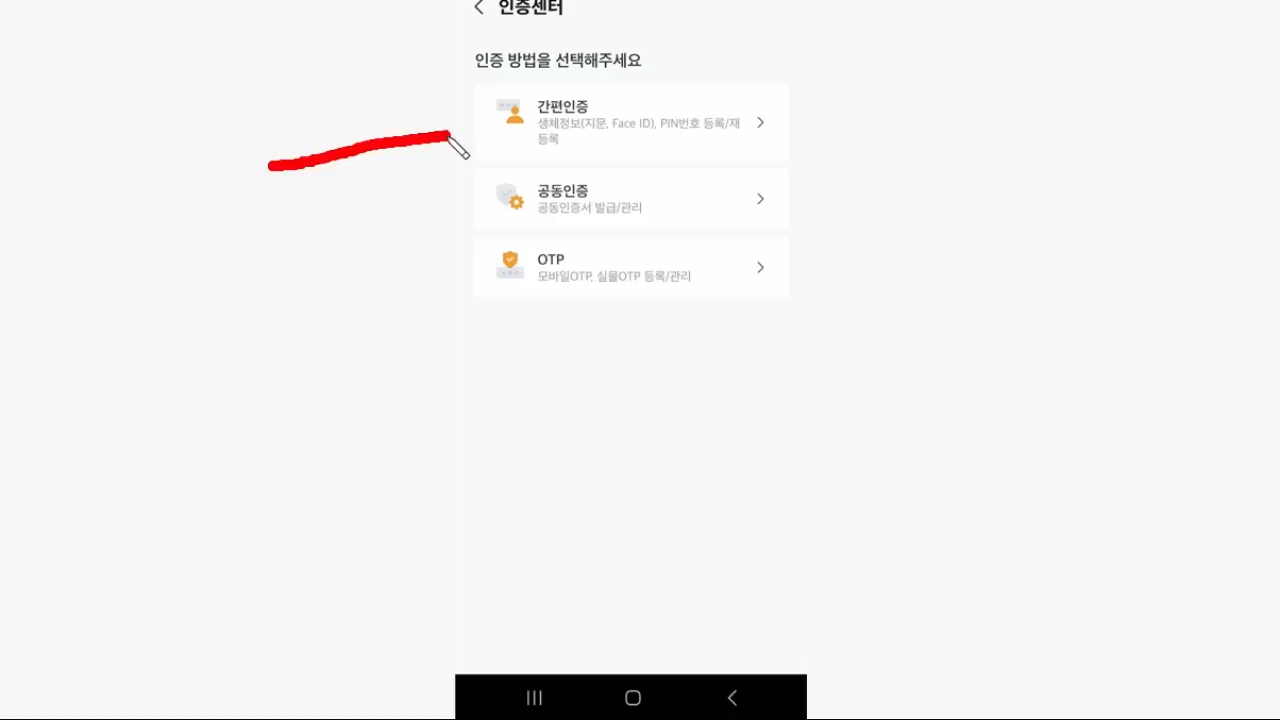 인증센터
인증 방법을 선택해주세요
간편인증
생체정보(지문, Face ID), PIN번호 등록/재
등록
공동인증
공동인증서 발급/관리
OTP
모바일OTP, 실물OTP 등록/관리